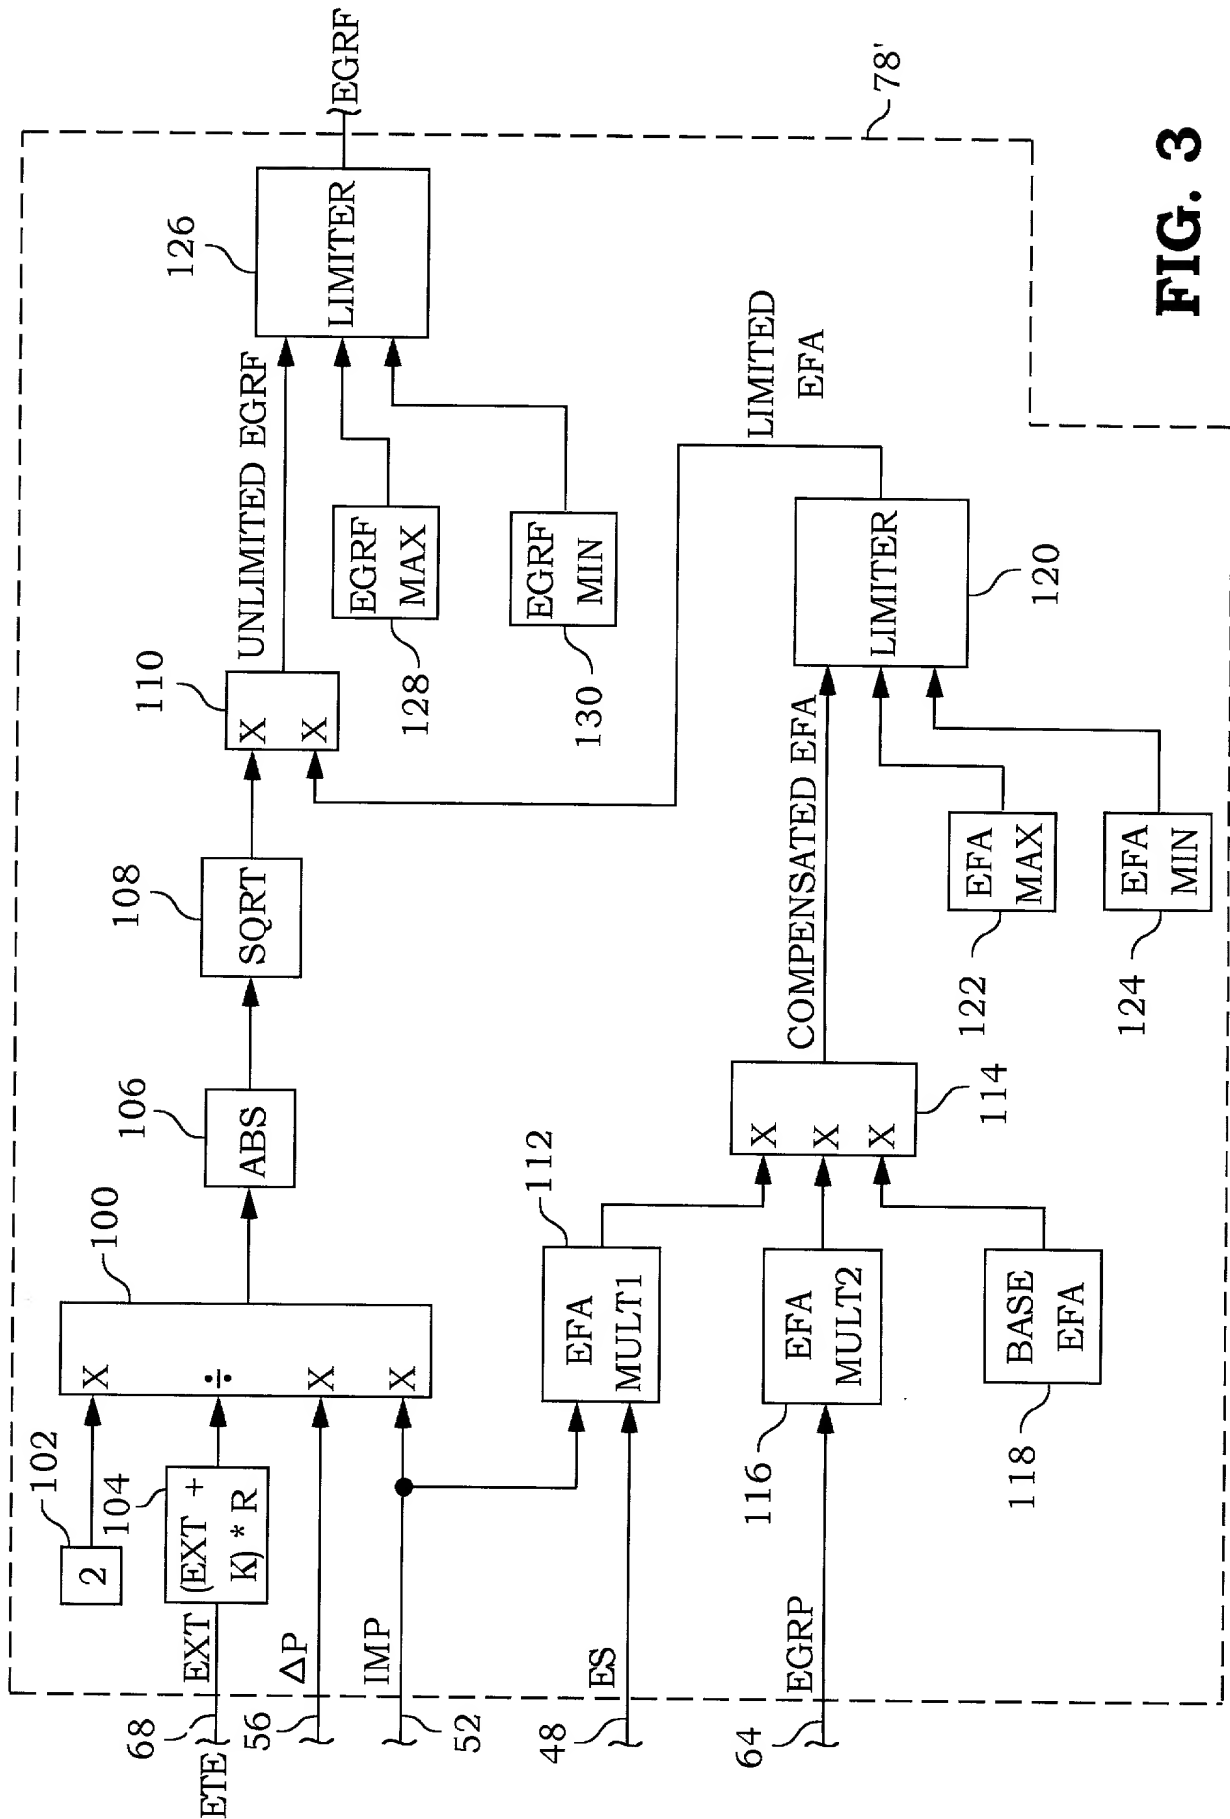 102
2
104
(EXT +
K) * R
ETE
68
EXT
56
ΔP
52
IMP
48
ES
64
EGRP
100
X
÷
X
X
106
ABS
108
SQRT
110
X
X
UNLIMITED EGRF
126
LIMITER
EGRF
EGRF
MAX
128
EGRF
MIN
130
112
EFA
MULT1
116
EFA
MULT2
118
BASE
EFA
114
X
X
X
COMPENSATED EFA
122
EFA
MAX
124
EFA
MIN
120
LIMITER
LIMITED
EFA
78'
FIG. 3